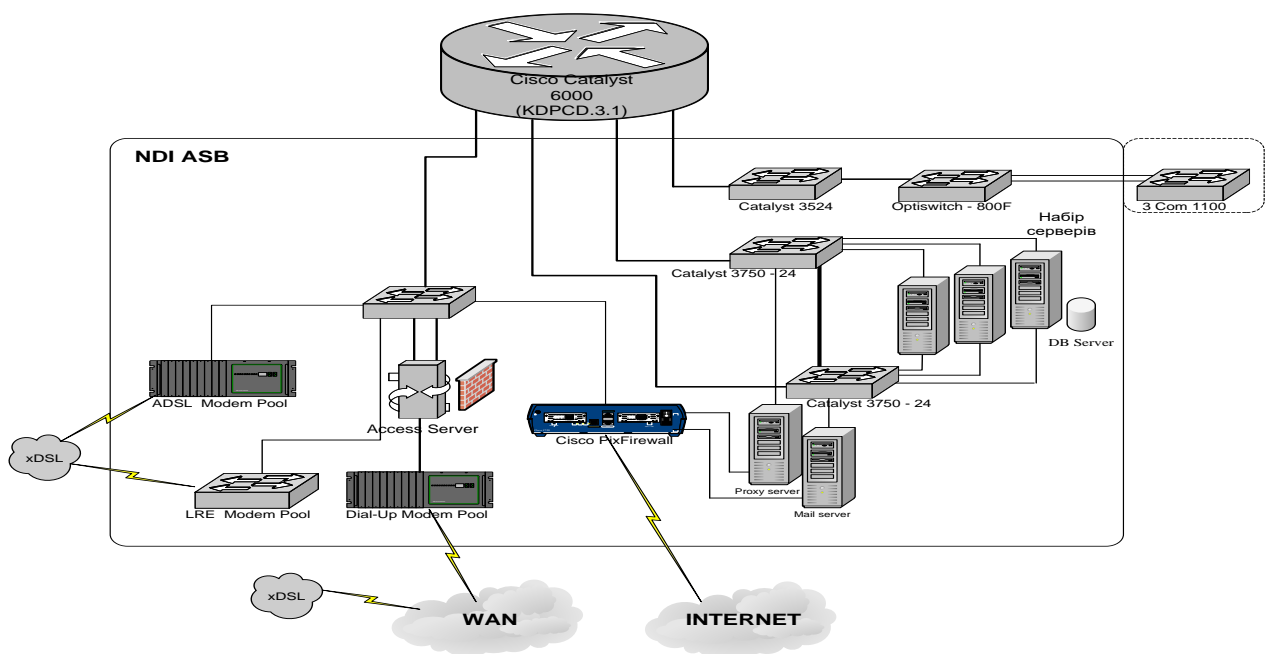 Cisco Catalyst
6000
(KDPCD.3.1)
NDI ASB
Catalyst 3524
Optiswitch - 800F
3 Com 1100
Набір
серверів
Catalyst 3750 - 24
DB Server
ADSL Modem Pool
Access Server
Catalyst 3750 - 24
Cisco PixFirewall
xDSL
Proxy server
LRE Modem Pool
Dial-Up Modem Pool
Mail server
xDSL
WAN
INTERNET